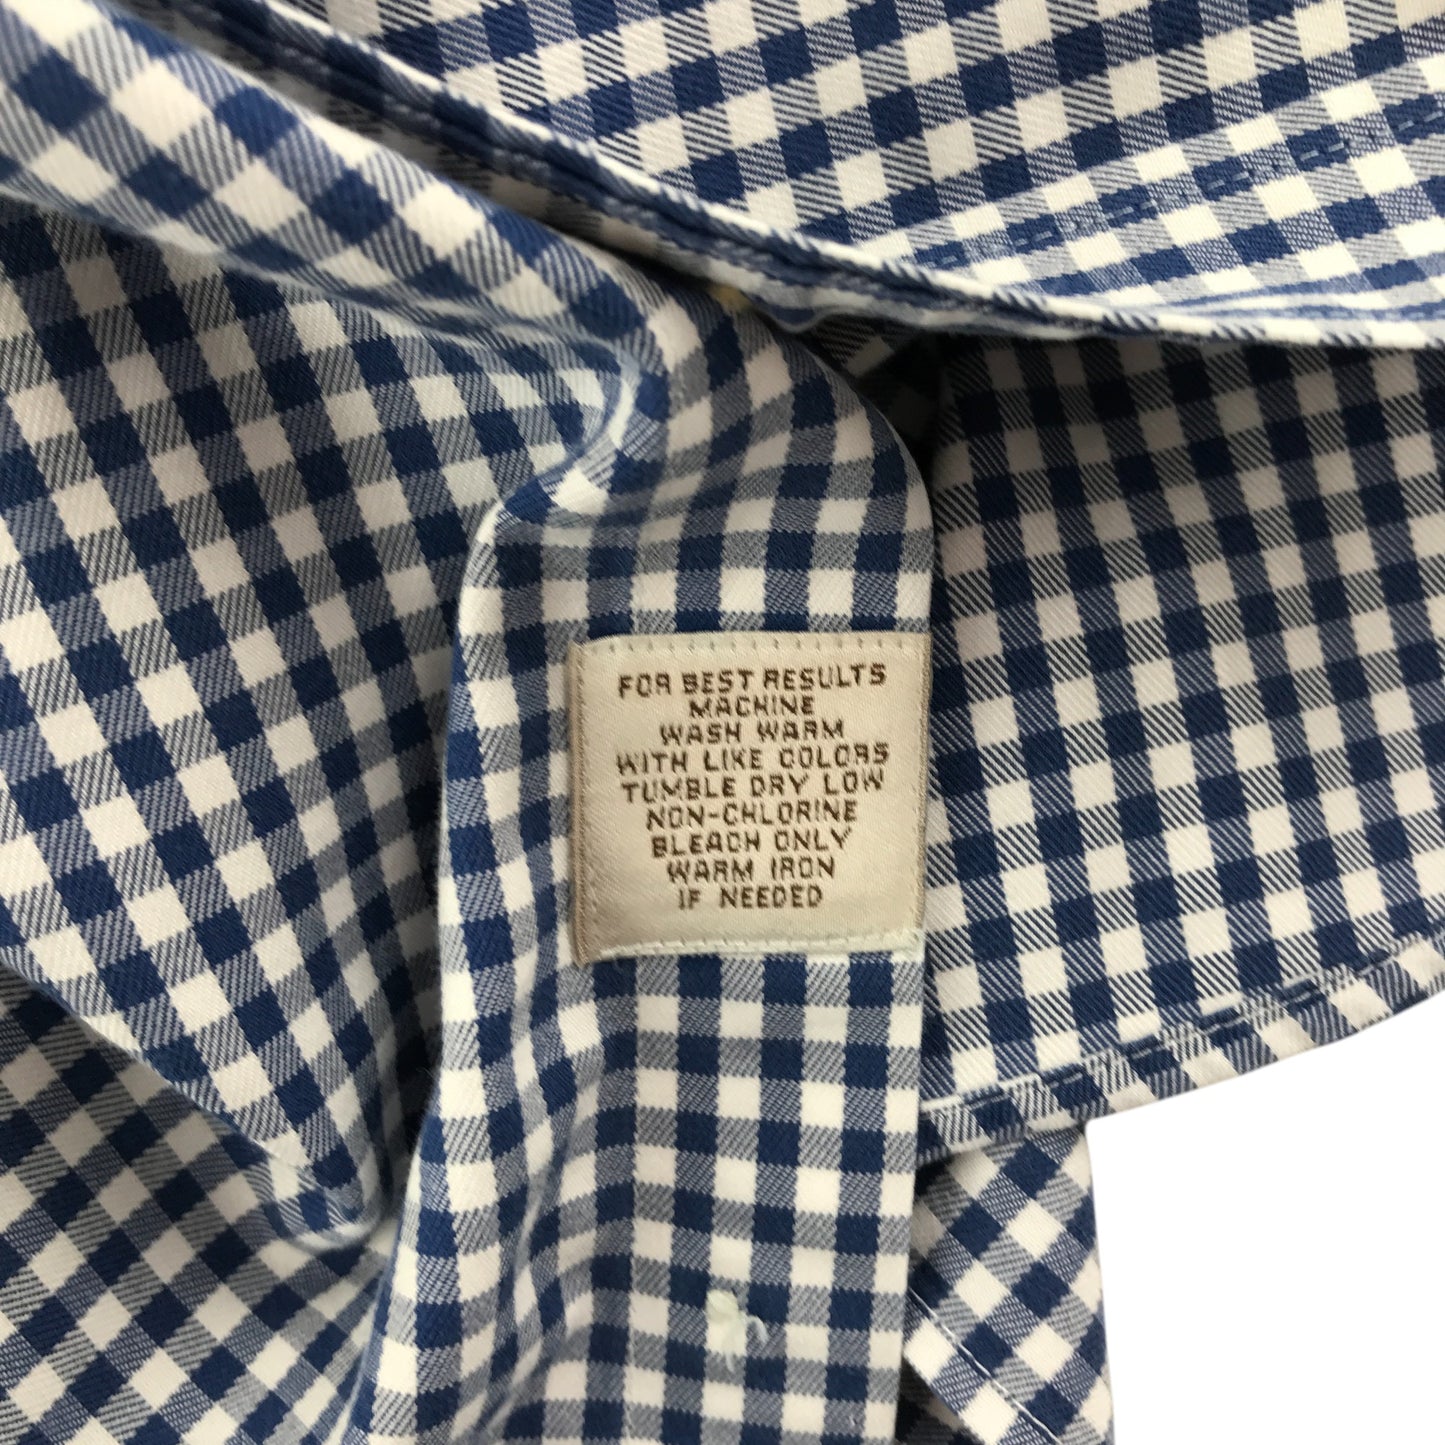 FOR BEST RESULTS
MACHINE
WASH WARM
WITH LIKE COLORS
TUMBLE DRY LOW
NON-CHLORINE
BLEACH ONLY
WARM IRON
IF NEEDED